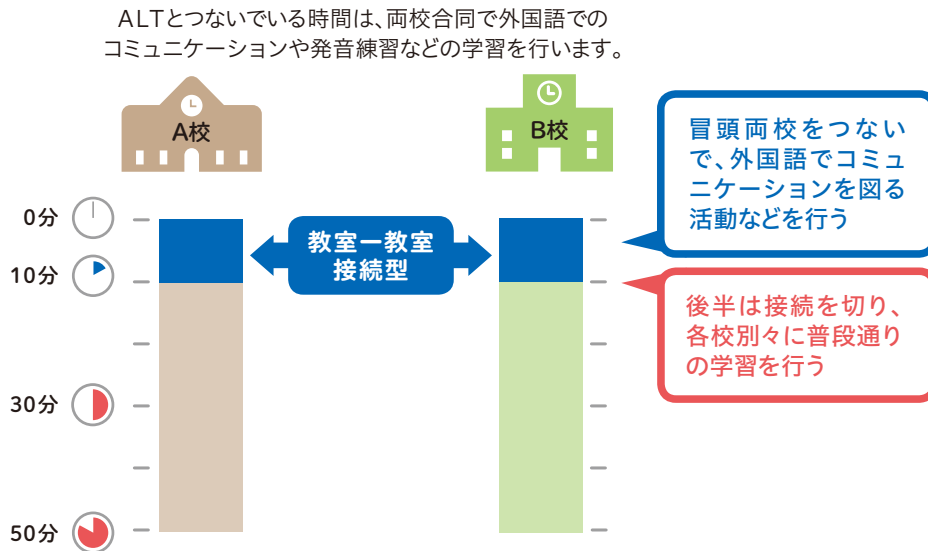 ALTとつないでいる時間は、両校合同で外国語での
コミュニケーションや発音練習などの学習を行います。
A校
B校
冒頭両校をつない
で、外国語でコミュ
ニケーションを図る
活動などを行う
0分
教室ー教室
接続型
10分
後半は接続を切り、
各校別々に普段通り
の学習を行う
30分
50分